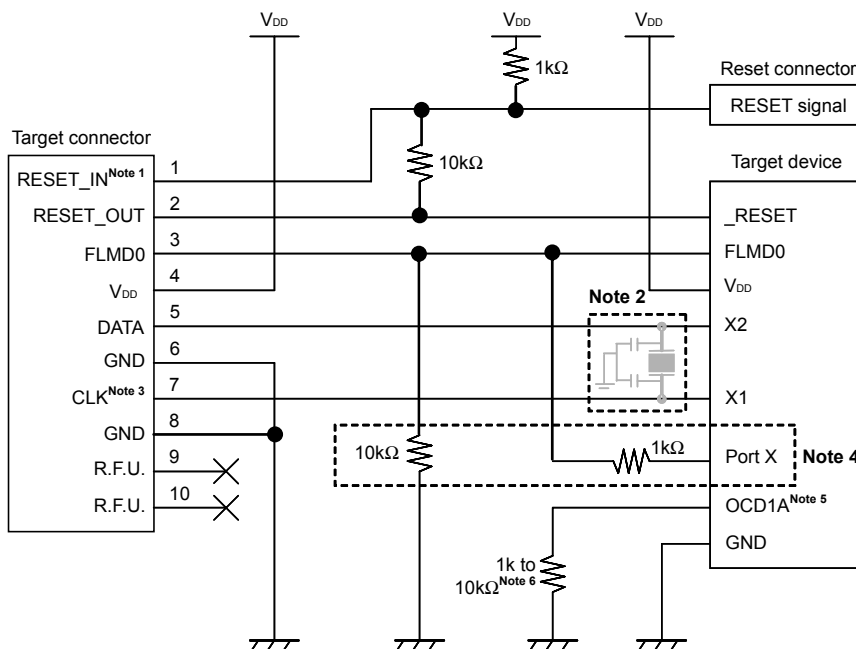 VDD VDD VDD
1kΩ
Reset connector
RESET signal
Target connector
10kΩ
Target device
RESET_IN Note 1 1
RESET_OUT 2 _RESET
FLMD0 3 FLMD0
VDD 4 VDD
Note 2
DATA 5 X2
GND 6
CLK Note 3 7 X1
GND 8
10kΩ 1kΩ Port X Note 4
R.F.U. 9
R.F.U. 10
OCD1A Note 5
GND
1k to
10kΩ Note 6